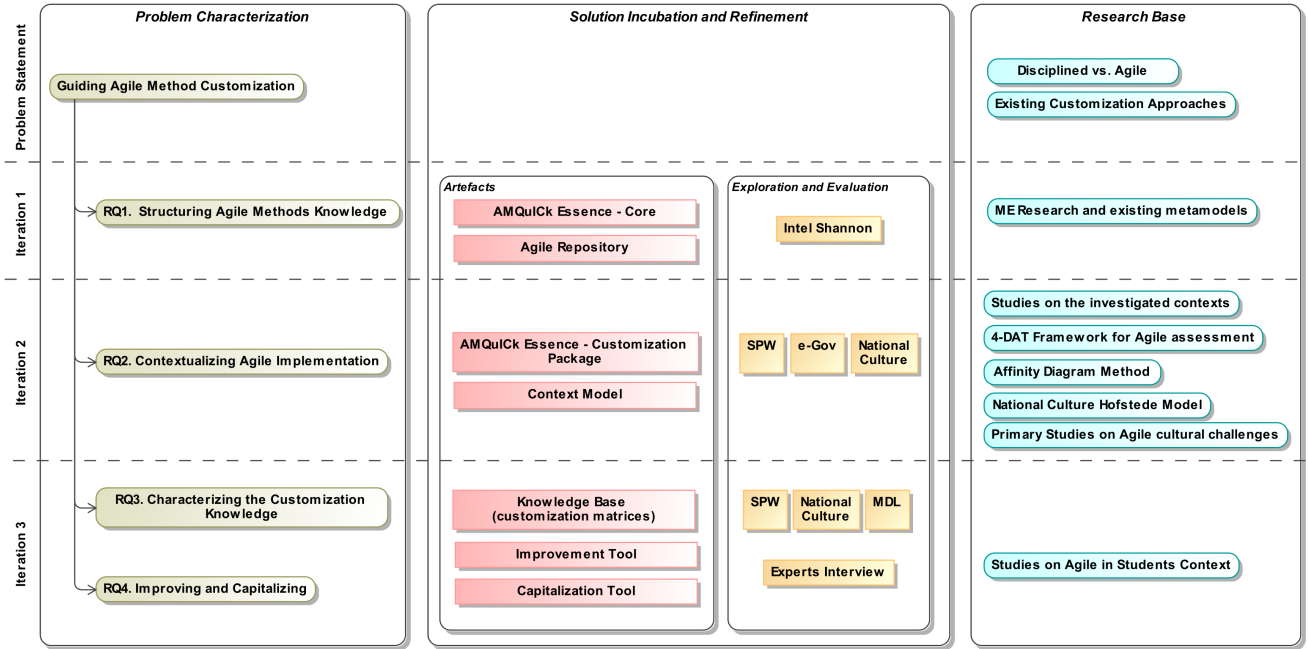 Problem Characterization
Solution Incubation and Refinement
Research Base
Problem Statement
Guiding Agile Method Customization
Disciplined vs. Agile
Existing Customization Approaches
Iteration 1
RQ1. Structuring Agile Methods Knowledge
Artefacts
AMQuICk Essence - Core
Agile Repository
Exploration and Evaluation
Intel Shannon
ME Research and existing metamodels
Iteration 2
RQ2. Contextualizing Agile Implementation
AMQuICk Essence - Customization
Package
Context Model
SPW
e-Gov
National
Culture
Studies on the investigated contexts
4-DAT Framework for Agile assessment
Affinity Diagram Method
National Culture Hofstede Model
Primary Studies on Agile cultural challenges
Iteration 3
RQ3. Characterizing the Customization
Knowledge
RQ4. Improving and Capitalizing
Knowledge Base
(customization matrices)
Improvement Tool
Capitalization Tool
SPW
National
Culture
MDL
Experts Interview
Studies on Agile in Students Context